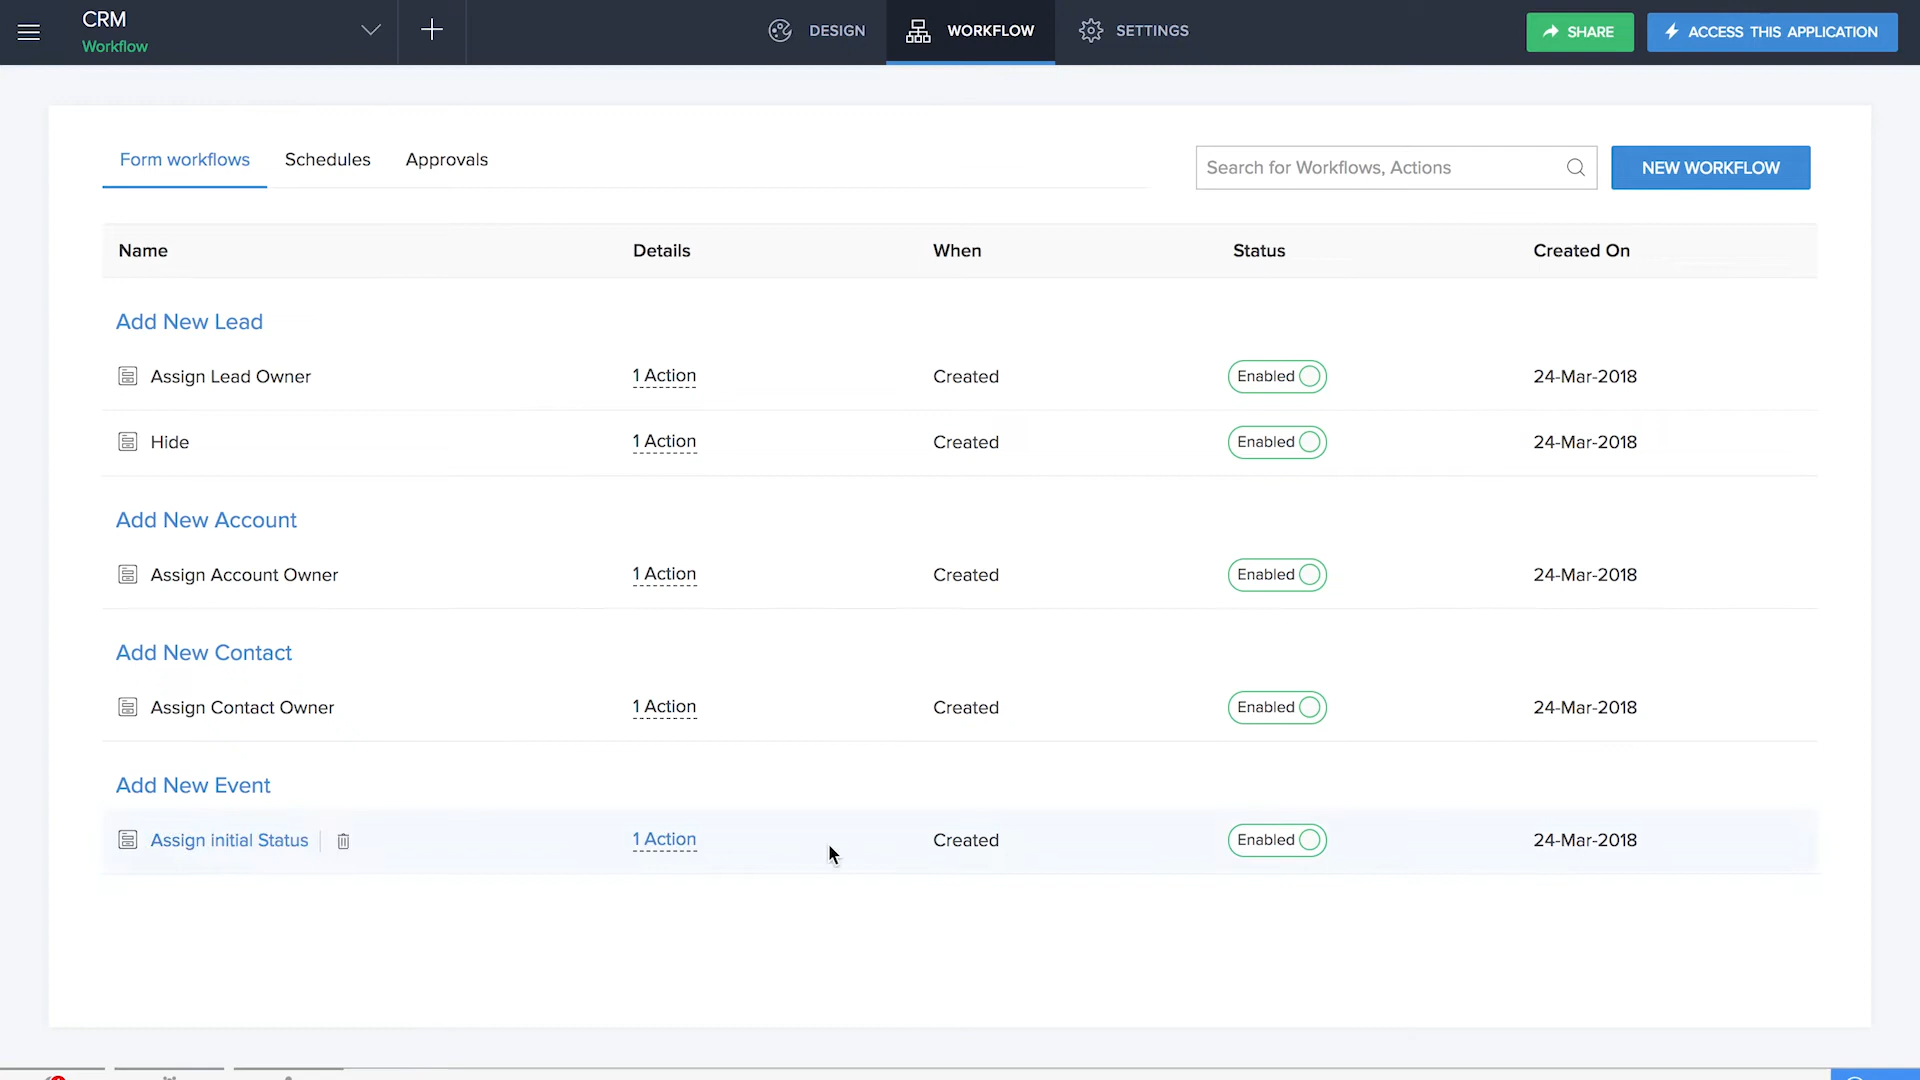 CRM
Workflow
DESIGN
WORKFLOW
SETTINGS
SHARE
ACCESS THIS APPLICATION
Form workflows
Schedules
Approvals
Search for Workflows, Actions
NEW WORKFLOW
Name Details When Status Created On
Add New Lead
Assign Lead Owner 1 Action Created Enabled 24-Mar-2018
Hide 1 Action Created Enabled 24-Mar-2018
Add New Account
Assign Account Owner 1 Action Created Enabled 24-Mar-2018
Add New Contact
Assign Contact Owner 1 Action Created Enabled 24-Mar-2018
Add New Event
Assign initial Status 1 Action Created Enabled 24-Mar-2018